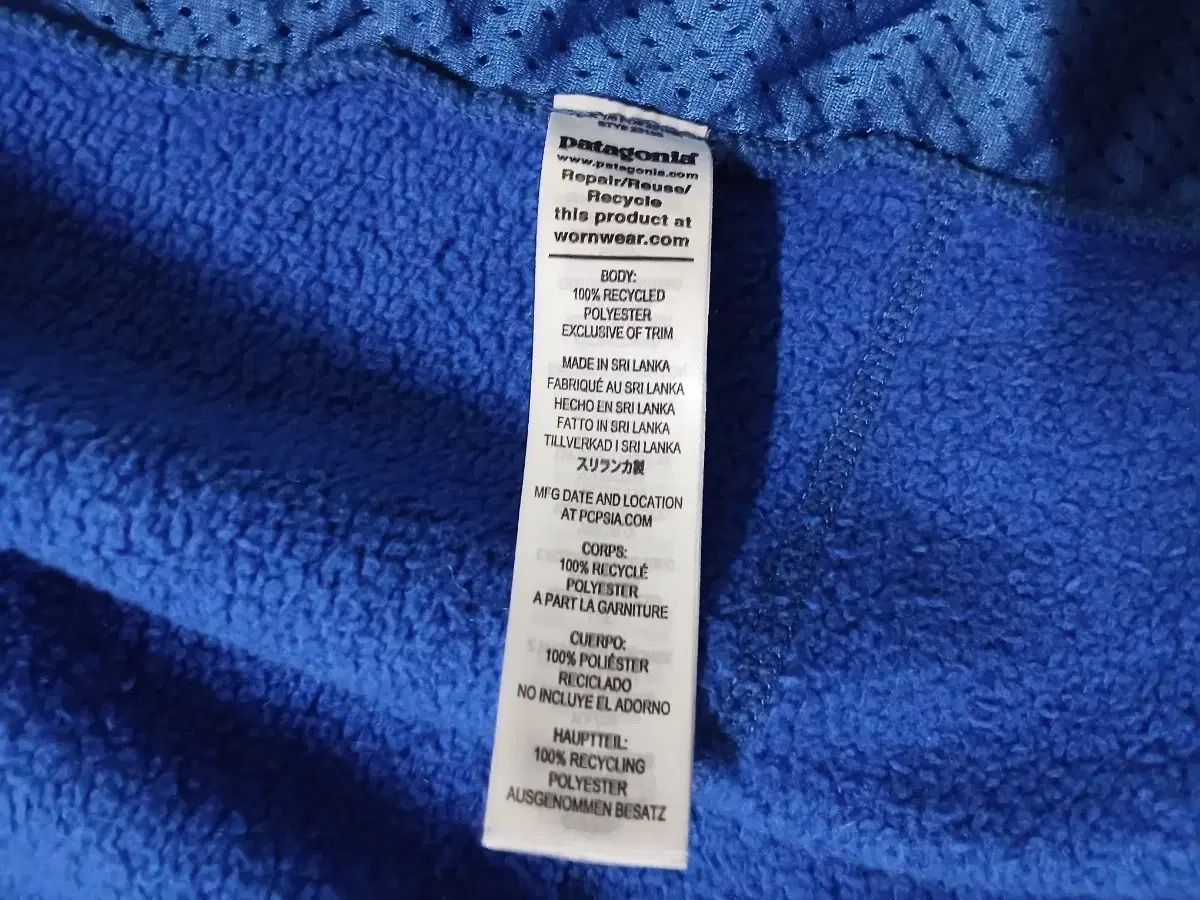 patagonia
www.patagonia.com
Repair/Reuse/
Recycle
this product at
wornwear.com
BODY:
100% RECYCLED
POLYESTER
EXCLUSIVE OF TRIM
MADE IN SRI LANKA
FABRIQUÉ AU SRI LANKA
HECHO EN SRI LANKA
FATTO IN SRI LANKA
TILLVERKAD I SRI LANKA
スリランカ製
MFG DATE AND LOCATION
AT PCPSIA.COM
CORPS:
100% RECYCLÉ
POLYESTER
A PART LA GARNITURE
CUERPO:
100% POLIÉSTER
RECICLADO
NO INCLUYE EL ADORNO
HAUPTTEIL:
100% RECYCLING
POLYESTER
AUSGENOMMEN BESATZ